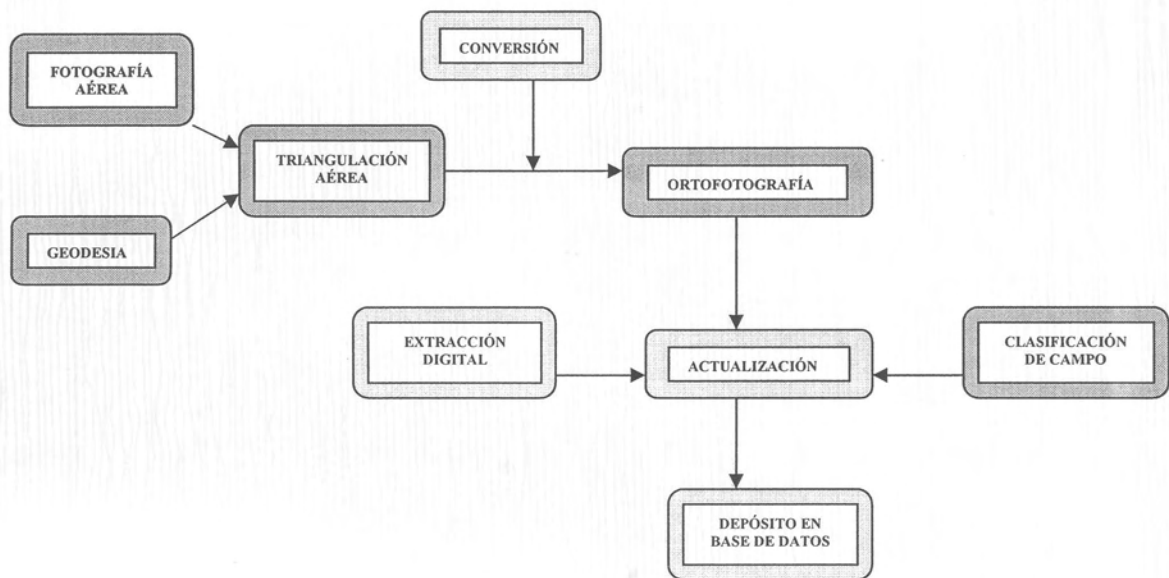 CONVERSIÓN
FOTOGRAFÍA
AÉREA
TRIANGULACIÓN
AÉREA
ORTOFOTOGRAFÍA
GEODESIA
EXTRACCIÓN
DIGITAL
ACTUALIZACIÓN
CLASIFICACIÓN
DE CAMPO
DEPÓSITO EN
BASE DE DATOS